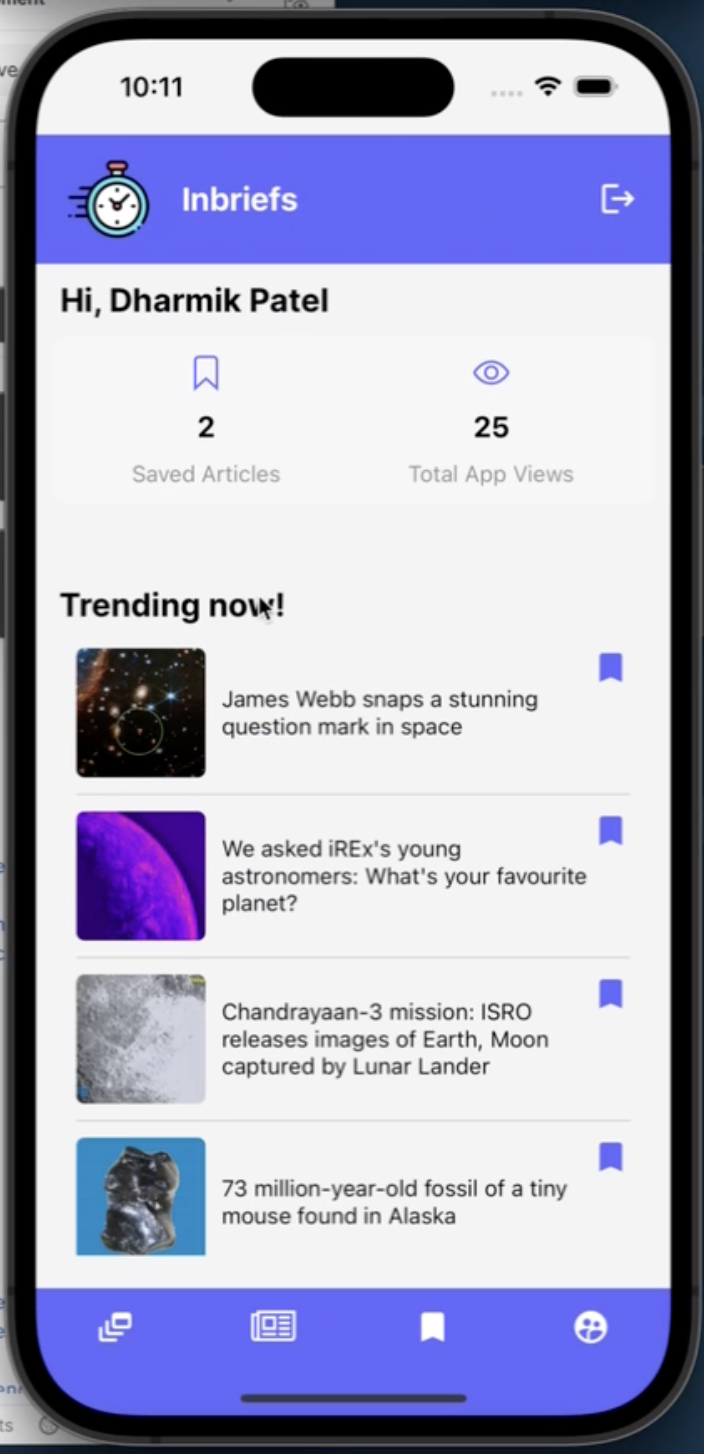 10:11
Inbriefs
Hi, Dharmik Patel
2
25
Saved Articles
Total App Views
Trending now!
James Webb snaps a stunning
question mark in space
We asked iREx's young
astronomers: What's your favourite
planet?
Chandrayaan-3 mission: ISRO
releases images of Earth, Moon
captured by Lunar Lander
73 million-year-old fossil of a tiny
mouse found in Alaska